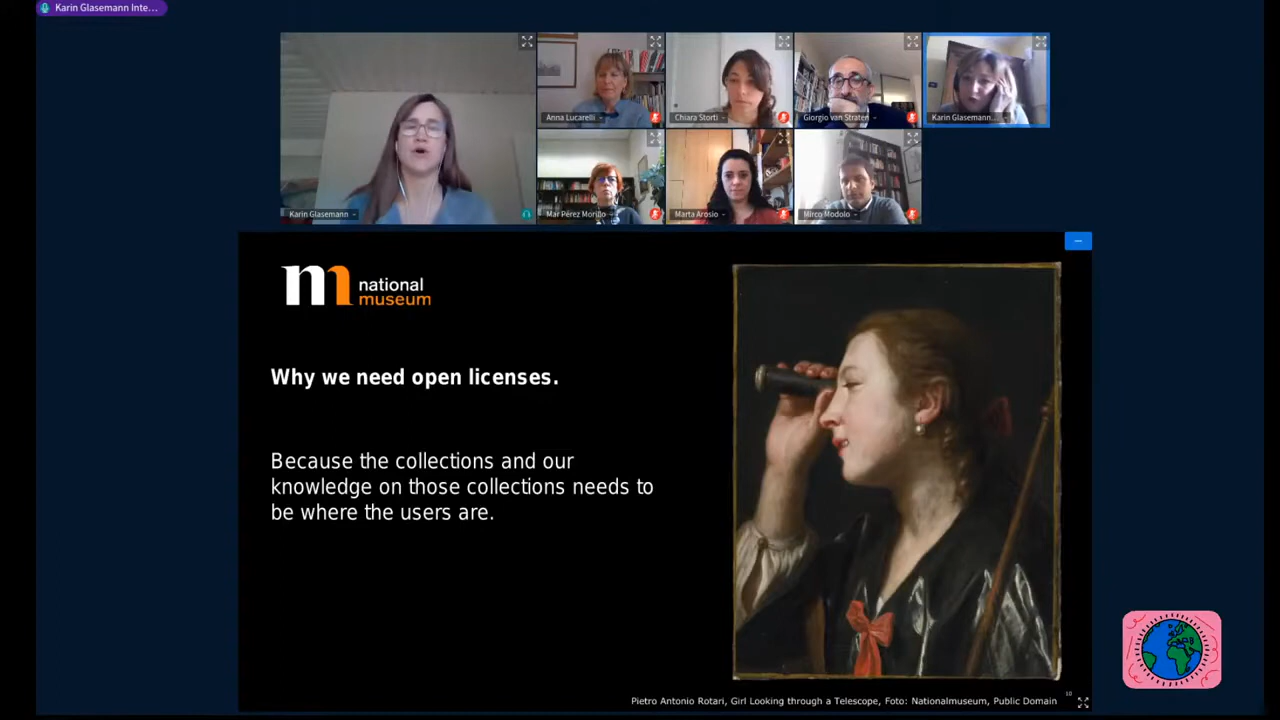 Karin Glasemann Inte...
Anna Lucarelli
Chiara Storti
Giorgio van Straten
Karin Glasemann...
Karin Glasemann
Mar Pérez Morillo
Marta Arosio
Mirco Modolo
m national
museum
Why we need open licenses.
Because the collections and our
knowledge on those collections needs to
be where the users are.
Pietro Antonio Rotari, Girl Looking through a Telescope, Foto: Nationalmuseum, Public Domain
10